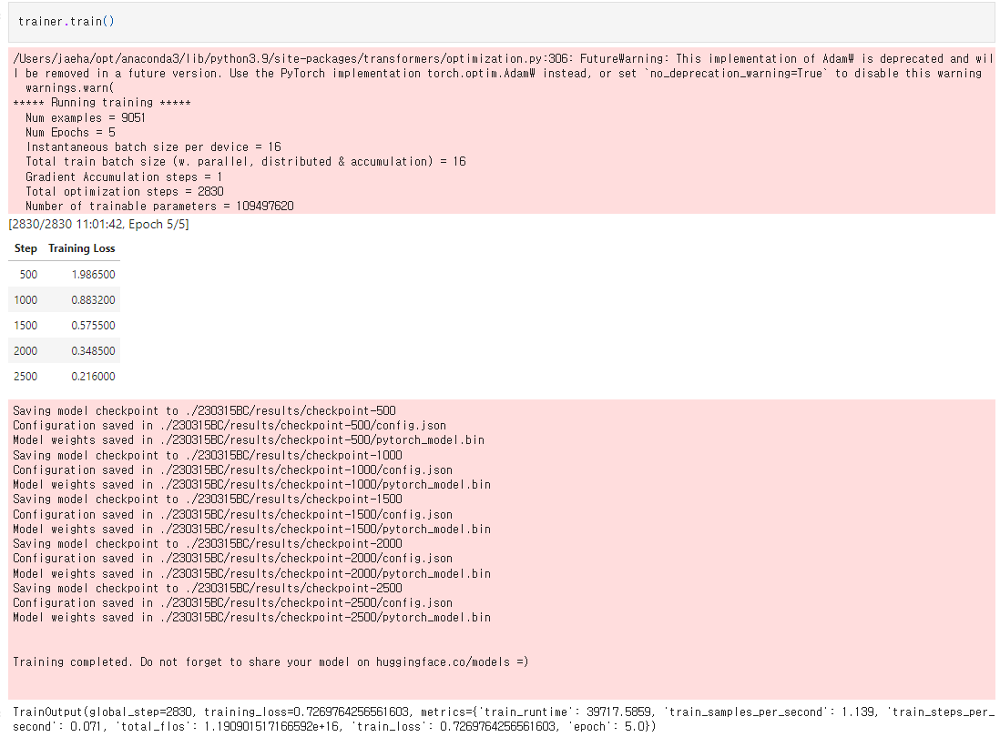 trainer.train()
/Users/jaeha/opt/anaconda3/lib/python3.9/site-packages/transformers/optimization.py:306: FutureWarning: This implementation of AdamW is deprecated and wil
l be removed in a future version. Use the PyTorch implementation torch.optim.AdamW instead, or set `no_deprecation_warning=True` to disable this warning
  warnings.warn(
***** Running training *****
  Num examples = 9051
  Num Epochs = 5
  Instantaneous batch size per device = 16
  Total train batch size (w. parallel, distributed & accumulation) = 16
  Gradient Accumulation steps = 1
  Total optimization steps = 2830
  Number of trainable parameters = 109497620
[2830/2830 11:01:42, Epoch 5/5]
Step Training Loss
500 1.986500
1000 0.883200
1500 0.575500
2000 0.348500
2500 0.216000
Saving model checkpoint to ./230315BC/results/checkpoint-500
Configuration saved in ./230315BC/results/checkpoint-500/config.json
Model weights saved in ./230315BC/results/checkpoint-500/pytorch_model.bin
Saving model checkpoint to ./230315BC/results/checkpoint-1000
Configuration saved in ./230315BC/results/checkpoint-1000/config.json
Model weights saved in ./230315BC/results/checkpoint-1000/pytorch_model.bin
Saving model checkpoint to ./230315BC/results/checkpoint-1500
Configuration saved in ./230315BC/results/checkpoint-1500/config.json
Model weights saved in ./230315BC/results/checkpoint-1500/pytorch_model.bin
Saving model checkpoint to ./230315BC/results/checkpoint-2000
Configuration saved in ./230315BC/results/checkpoint-2000/config.json
Model weights saved in ./230315BC/results/checkpoint-2000/pytorch_model.bin
Saving model checkpoint to ./230315BC/results/checkpoint-2500
Configuration saved in ./230315BC/results/checkpoint-2500/config.json
Model weights saved in ./230315BC/results/checkpoint-2500/pytorch_model.bin
Training completed. Do not forget to share your model on huggingface.co/models =)
TrainOutput(global_step=2830, training_loss=0.7269764256561603, metrics={'train_runtime': 39717.5859, 'train_samples_per_second': 1.139, 'train_steps_per_
second': 0.071, 'total_flos': 1.190901517166592e+16, 'train_loss': 0.7269764256561603, 'epoch': 5.0})